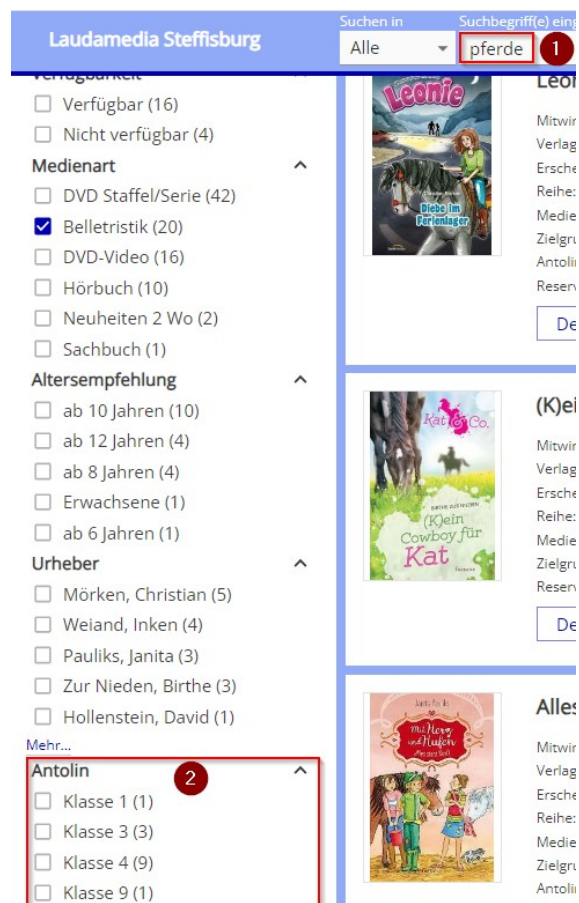 Suchen in Suchbegriff(e) eing
Laudamedia Steffisburg
Alle pferde 1
Verfügbarkeit
Verfügbar (16)
Nicht verfügbar (4)
Medienart
DVD Staffel/Serie (42)
Belletristik (20)
DVD-Video (16)
Hörbuch (10)
Neuheiten 2 Wo (2)
Sachbuch (1)
Altersempfehlung
ab 10 Jahren (10)
ab 12 Jahren (4)
ab 8 Jahren (4)
Erwachsene (1)
ab 6 Jahren (1)
Urheber
Mörken, Christian (5)
Weiand, Inken (4)
Pauliks, Janita (3)
Zur Nieden, Birthe (3)
Hollenstein, David (1)
Mehr...
Antolin 2
Klasse 1 (1)
Klasse 3 (3)
Klasse 4 (9)
Klasse 9 (1)
Leonie
Diebe im
Ferienlager
Leon
Mitwir
Verlag
Ersche
Reihe:
Medie
Zielgru
Antolin
Reserv
De
Kat & Co.
(K)ein
Cowboy für
Kat
(K)ei
Mitwir
Verlag
Ersche
Reihe:
Medie
Zielgru
Reserv
De
Mit Herz
und Hufen
Alles
Mitwir
Verlag
Ersche
Reihe:
Medie
Zielgru
Antolin